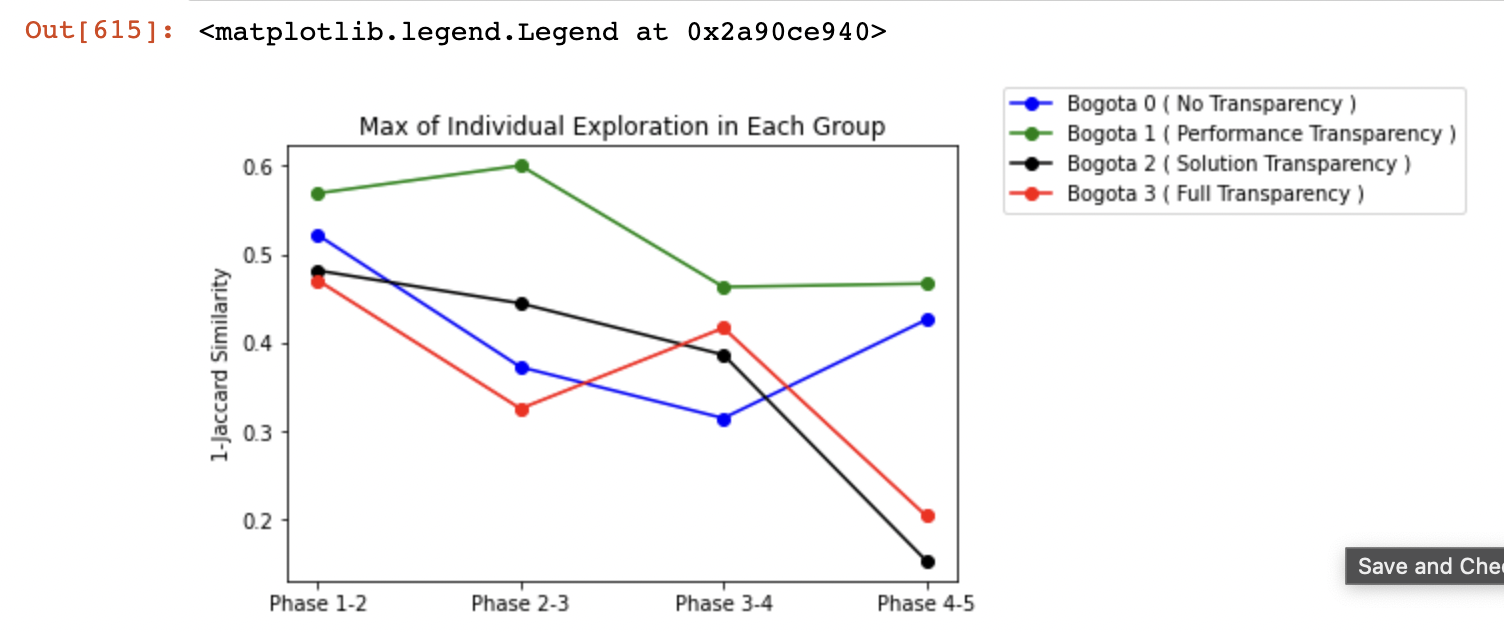 Out[615]: <matplotlib.legend.Legend at 0x2a90ce940>
Max of Individual Exploration in Each Group
Bogota 0 ( No Transparency )
Bogota 1 ( Performance Transparency )
Bogota 2 ( Solution Transparency )
Bogota 3 ( Full Transparency )
1-Jaccard Similarity
0.6
0.5
0.4
0.3
0.2
Phase 1-2 Phase 2-3 Phase 3-4 Phase 4-5
Save and